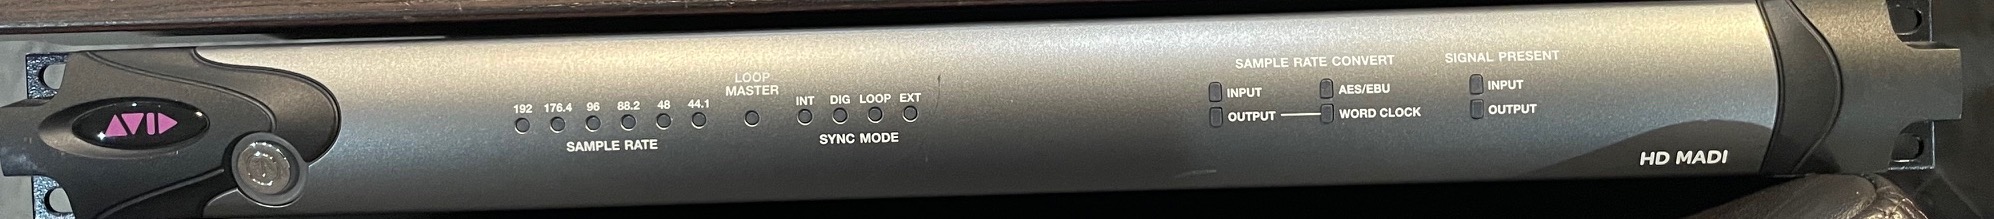 AVID
192 176.4 96 88.2 48 44.1
SAMPLE RATE
LOOP
MASTER
INT DIG LOOP EXT
SYNC MODE
SAMPLE RATE CONVERT
INPUT AES/EBU
OUTPUT WORD CLOCK
SIGNAL PRESENT
INPUT
OUTPUT
HD MADI